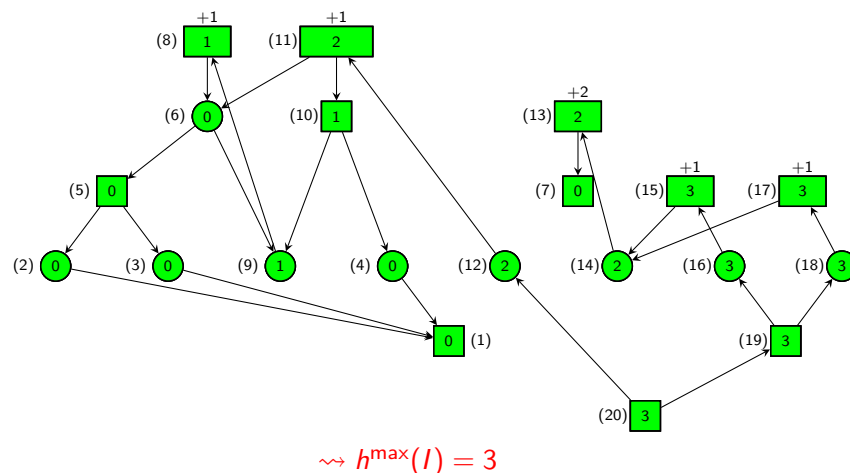 +1 +1
(8) 1 (11) 2
+2
(6) 0 (10) 1 (13) 2
+1 +1
(5) 0 (7) 0 (15) 3 (17) 3
(2) 0 (3) 0 (9) 1 (4) 0 (12) 2 (14) 2 (16) 3 (18) 3
0 (1) (19) 3
(20) 3
⇝ h^max(I) = 3